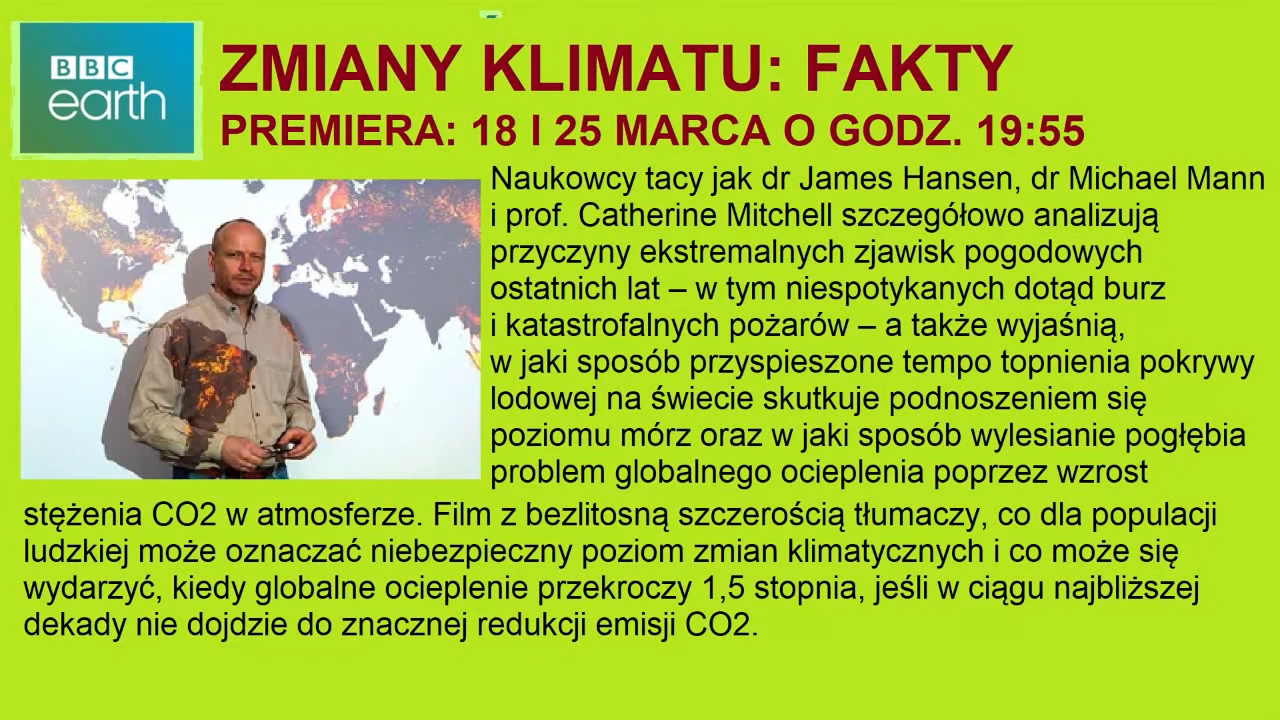 BBC
earth
ZMIANY KLIMATU: FAKTY
PREMIERA: 18 I 25 MARCA O GODZ. 19:55
Naukowcy tacy jak dr James Hansen, dr Michael Mann
i prof. Catherine Mitchell szczegółowo analizują
przyczyny ekstremalnych zjawisk pogodowych
ostatnich lat – w tym niespotykanych dotąd burz
i katastrofalnych pożarów – a także wyjaśnią,
w jaki sposób przyspieszone tempo topnienia pokrywy
lodowej na świecie skutkuje podnoszeniem się
poziomu mórz oraz w jaki sposób wylesianie pogłębia
problem globalnego ocieplenia poprzez wzrost
stężenia CO2 w atmosferze. Film z bezlitosną szczerością tłumaczy, co dla populacji
ludzkiej może oznaczać niebezpieczny poziom zmian klimatycznych i co może się
wydarzyć, kiedy globalne ocieplenie przekroczy 1,5 stopnia, jeśli w ciągu najbliższej
dekady nie dojdzie do znacznej redukcji emisji CO2.